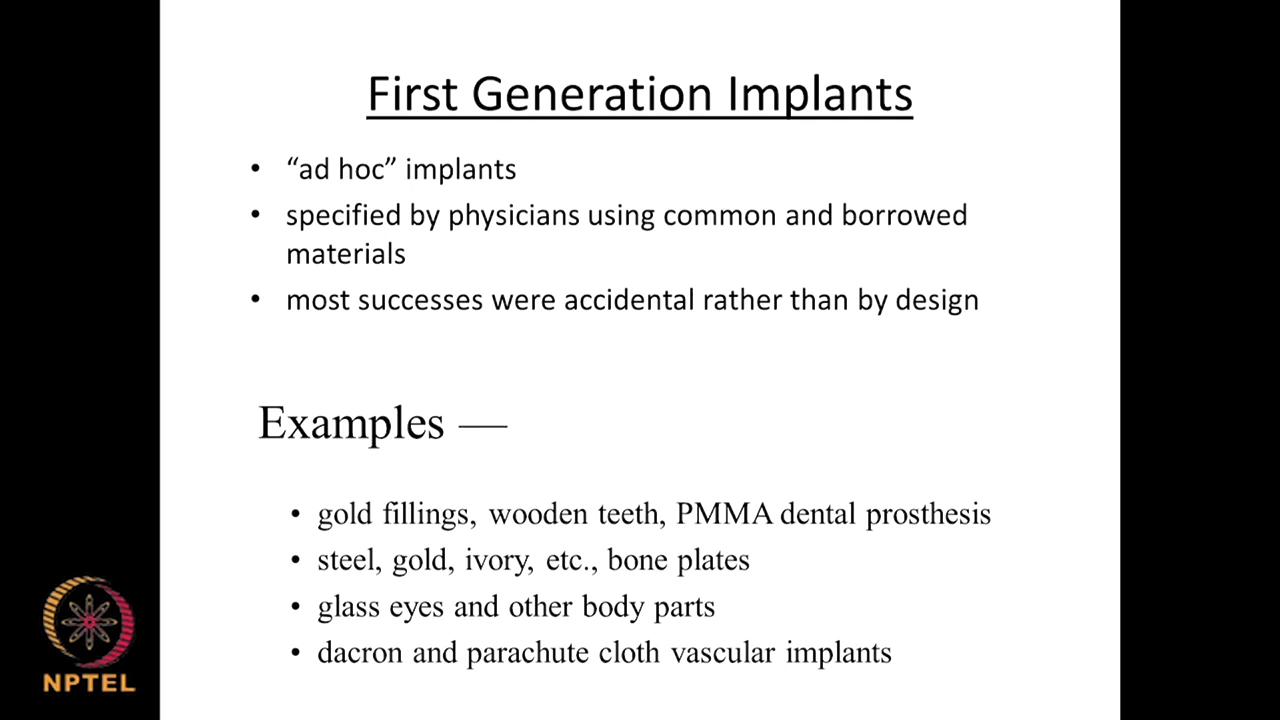 First Generation Implants
• “ad hoc” implants
• specified by physicians using common and borrowed
materials
• most successes were accidental rather than by design
Examples —
• gold fillings, wooden teeth, PMMA dental prosthesis
• steel, gold, ivory, etc., bone plates
• glass eyes and other body parts
• dacron and parachute cloth vascular implants
NPTEL